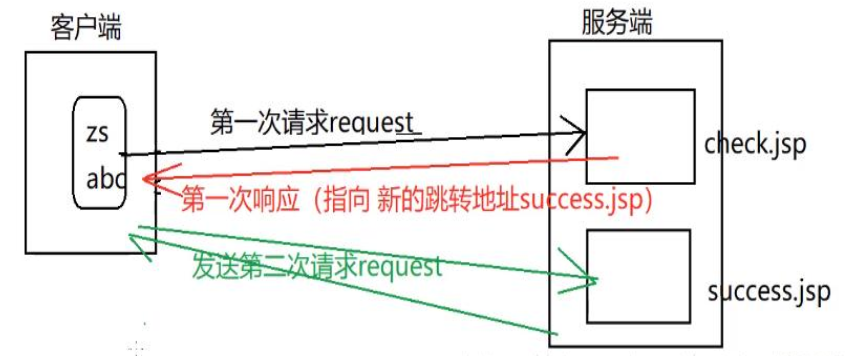 客户端
服务端
zs
abc
第一次请求request
check.jsp
第一次响应（指向 新的跳转地址success.jsp）
发送第二次请求request
success.jsp